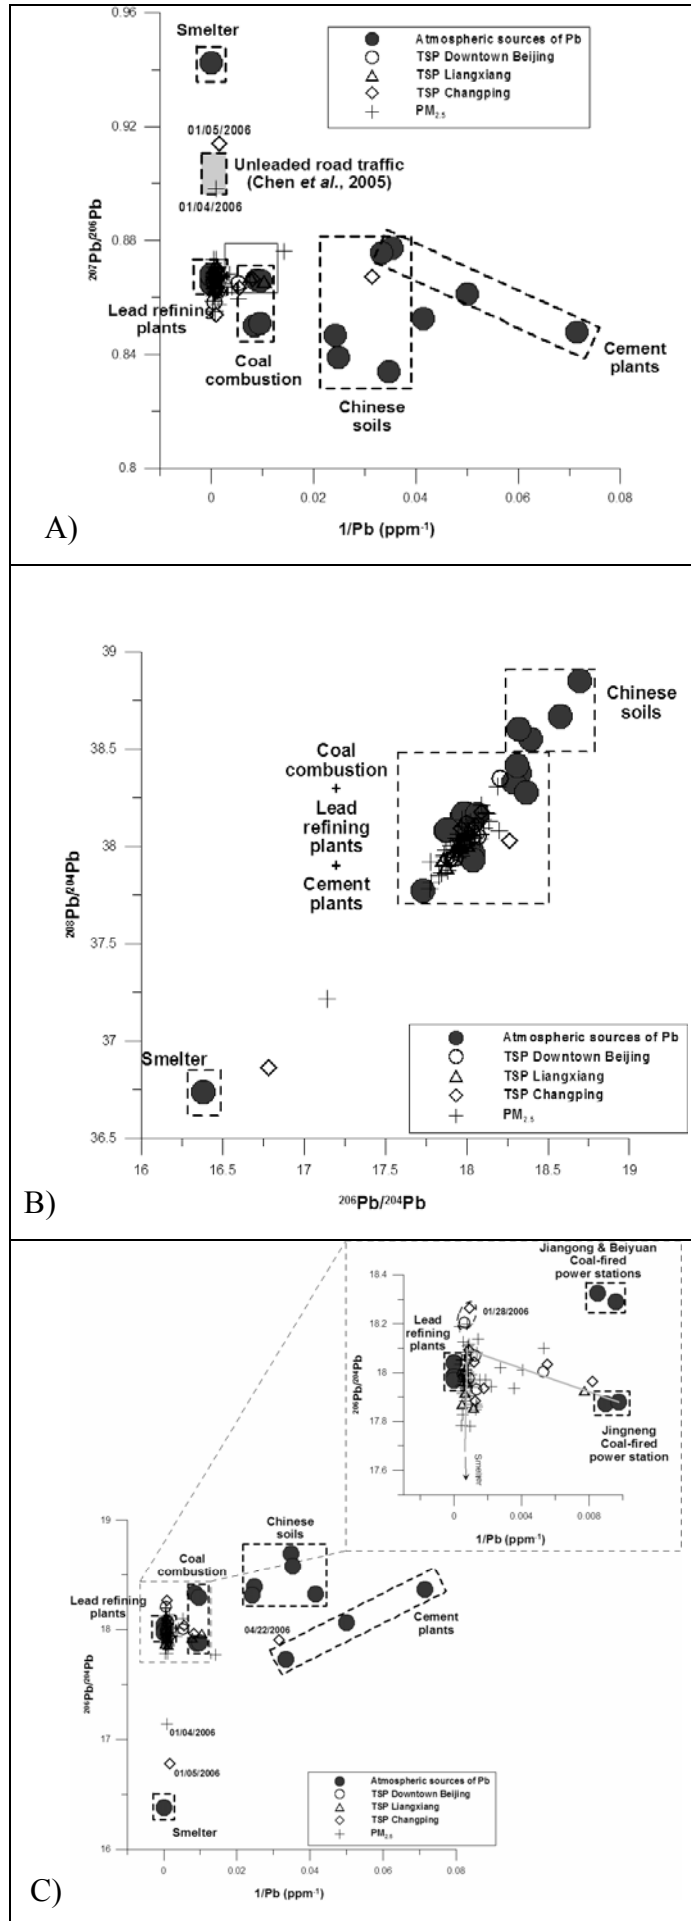 0.96
0.92
0.88
0.84
0.8
²⁰⁷Pb/²⁰⁶Pb
Smelter
Atmospheric sources of Pb
TSP Downtown Beijing
TSP Liangxiang
TSP Changping
PM₂.₅
01/05/2006
Unleaded road traffic
(Chen et al., 2005)
01/04/2006
Lead refining
plants
Coal
combustion
Chinese
soils
Cement
plants
0
0.02
0.04
0.06
0.08
1/Pb (ppm⁻¹)
A)
39
38.5
38
37.5
37
36.5
²⁰⁸Pb/²⁰⁴Pb
Chinese
soils
Coal
combustion
+
Lead
refining
plants
+
Cement
plants
Smelter
Atmospheric sources of Pb
TSP Downtown Beijing
TSP Liangxiang
TSP Changping
PM₂.₅
16
16.5
17
17.5
18
18.5
19
²⁰⁶Pb/²⁰⁴Pb
B)
Jiangong & Beiyuan
Coal-fired
power stations
18.4
18.2
18
17.8
17.6
²⁰⁶Pb/²⁰⁴Pb
Lead
refining
plants
01/28/2006
Smelter
Jingneng
Coal-fired
power station
0
0.004
0.008
1/Pb (ppm⁻¹)
19
18
17
16
²⁰⁶Pb/²⁰⁴Pb
Chinese
soils
Coal
combustion
Lead refining
plants
04/22/2006
Cement
plants
01/04/2006
01/05/2006
Smelter
Atmospheric sources of Pb
TSP Downtown Beijing
TSP Liangxiang
TSP Changping
PM₂.₅
0
0.02
0.04
0.06
0.08
1/Pb (ppm⁻¹)
C)